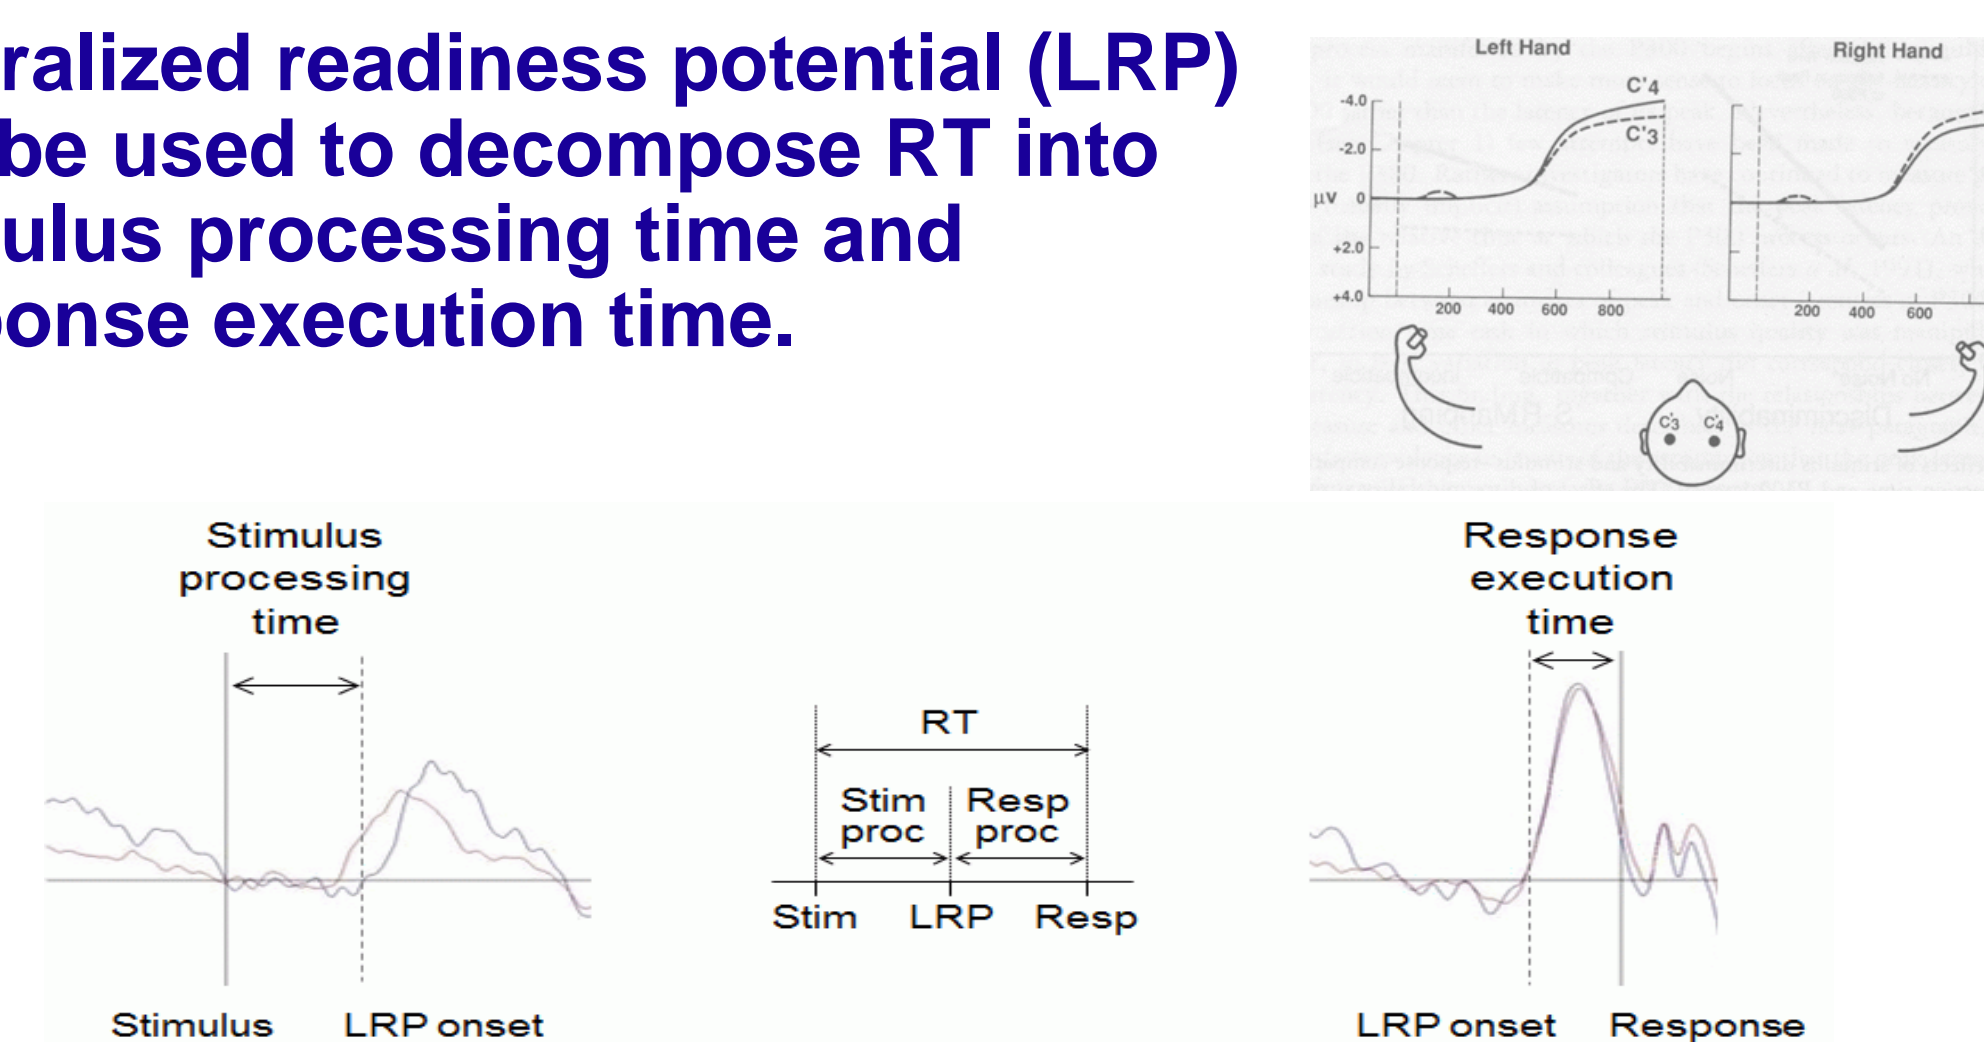 ralized readiness potential (LRP)
be used to decompose RT into
ulus processing time and
onse execution time.
Left Hand
Right Hand
C'4
C'3
-4.0
-2.0
μV 0
+2.0
+4.0
200 400 600 800
200 400 600
C'3 C'4
Stimulus
processing
time
Response
execution
time
RT
Stim
proc
Resp
proc
Stim LRP Resp
Stimulus LRP onset
LRP onset Response